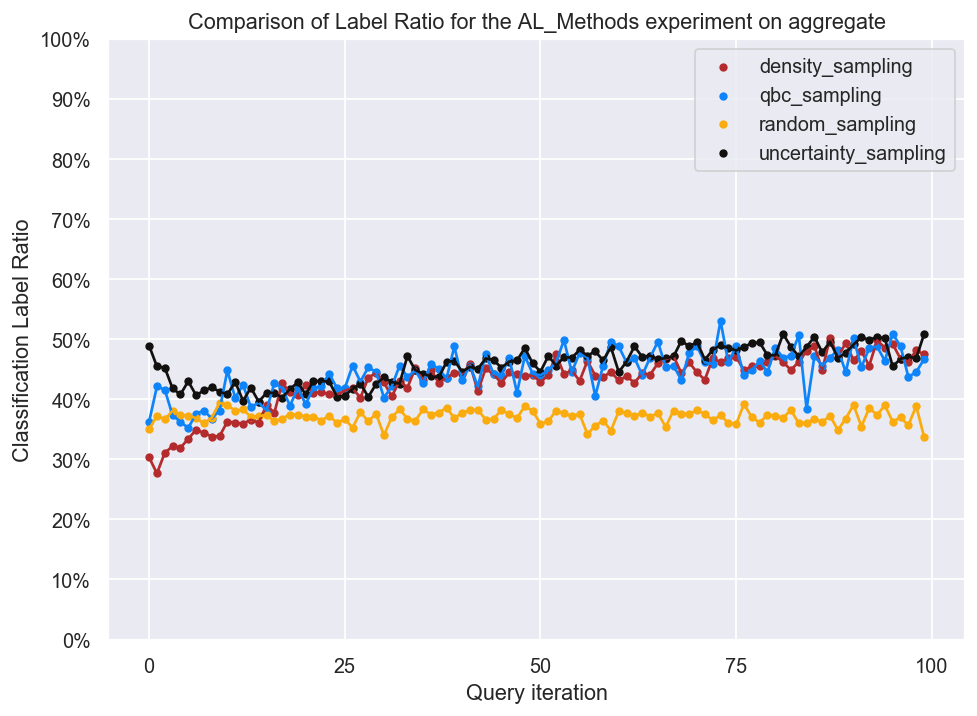 Comparison of Label Ratio for the AL_Methods experiment on aggregate
100%
90%
80%
70%
60%
50%
40%
30%
20%
10%
0%
Classification Label Ratio
density_sampling
qbc_sampling
random_sampling
uncertainty_sampling
0 25 50 75 100
Query iteration